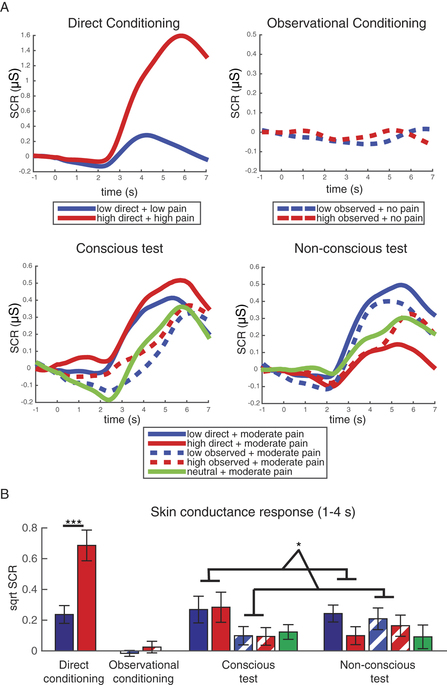 A
Direct Conditioning
Observational Conditioning
SCR (µS)
1.6
1.4
1.2
1
0.8
0.6
0.4
0.2
0
-0.2
-1 0 1 2 3 4 5 6 7
time (s)
low direct + low pain
high direct + high pain
SCR (µS)
0.2
0.1
0
-0.1
-0.2
-1 0 1 2 3 4 5 6 7
time (s)
low observed + no pain
high observed + no pain
Conscious test
Non-conscious test
SCR (µS)
0.6
0.5
0.4
0.3
0.2
0.1
0
-0.1
-0.2
-1 0 1 2 3 4 5 6 7
time (s)
SCR (µS)
0.6
0.5
0.4
0.3
0.2
0.1
0
-0.1
-0.2
-1 0 1 2 3 4 5 6 7
time (s)
low direct + moderate pain
high direct + moderate pain
low observed + moderate pain
high observed + moderate pain
neutral + moderate pain
B
Skin conductance response (1-4 s)
sqrt SCR
0.8
0.6
0.4
0.2
0
***
*
Direct conditioning
Observational conditioning
Conscious test
Non-conscious test